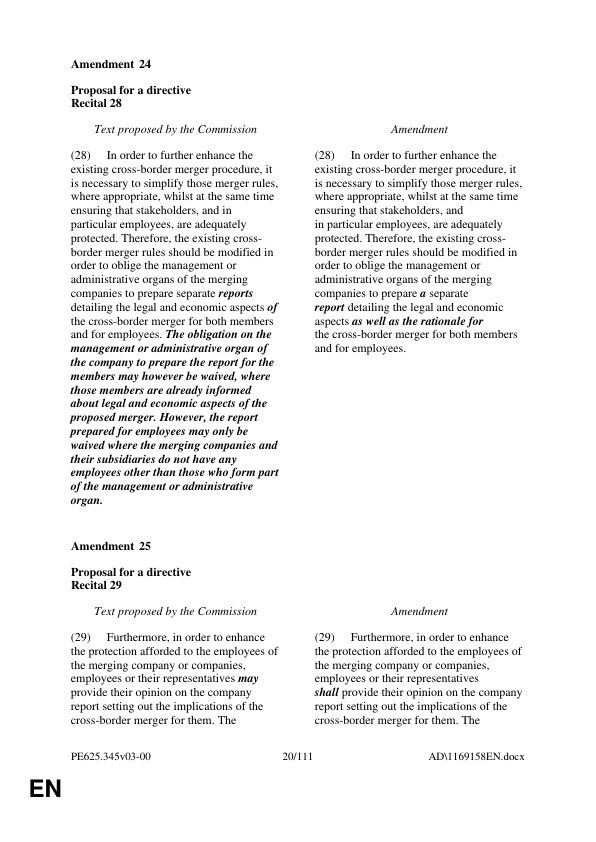 Amendment 24
Proposal for a directive
Recital 28
Text proposed by the Commission
(28) In order to further enhance the
existing cross-border merger procedure, it
is necessary to simplify those merger rules,
where appropriate, whilst at the same time
ensuring that stakeholders, and in
particular employees, are adequately
protected. Therefore, the existing cross-
border merger rules should be modified in
order to oblige the management or
administrative organs of the merging
companies to prepare separate reports
detailing the legal and economic aspects of
the cross-border merger for both members
and for employees. The obligation on the
management or administrative organ of
the company to prepare the report for the
members may however be waived, where
those members are already informed
about legal and economic aspects of the
proposed merger. However, the report
prepared for employees may only be
waived where the merging companies and
their subsidiaries do not have any
employees other than those who form part
of the management or administrative
organ.
Amendment
(28) In order to further enhance the
existing cross-border merger procedure, it
is necessary to simplify those merger rules,
where appropriate, whilst at the same time
ensuring that stakeholders, and
in particular employees, are adequately
protected. Therefore, the existing cross-
border merger rules should be modified in
order to oblige the management or
administrative organs of the merging
companies to prepare a separate
report detailing the legal and economic
aspects as well as the rationale for
the cross-border merger for both members
and for employees.
Amendment 25
Proposal for a directive
Recital 29
Text proposed by the Commission
(29) Furthermore, in order to enhance
the protection afforded to the employees of
the merging company or companies,
employees or their representatives may
provide their opinion on the company
report setting out the implications of the
cross-border merger for them. The
Amendment
(29) Furthermore, in order to enhance
the protection afforded to the employees of
the merging company or companies,
employees or their representatives
shall provide their opinion on the company
report setting out the implications of the
cross-border merger for them. The
PE625.345v03-00
20/111
AD\1169158EN.docx
EN